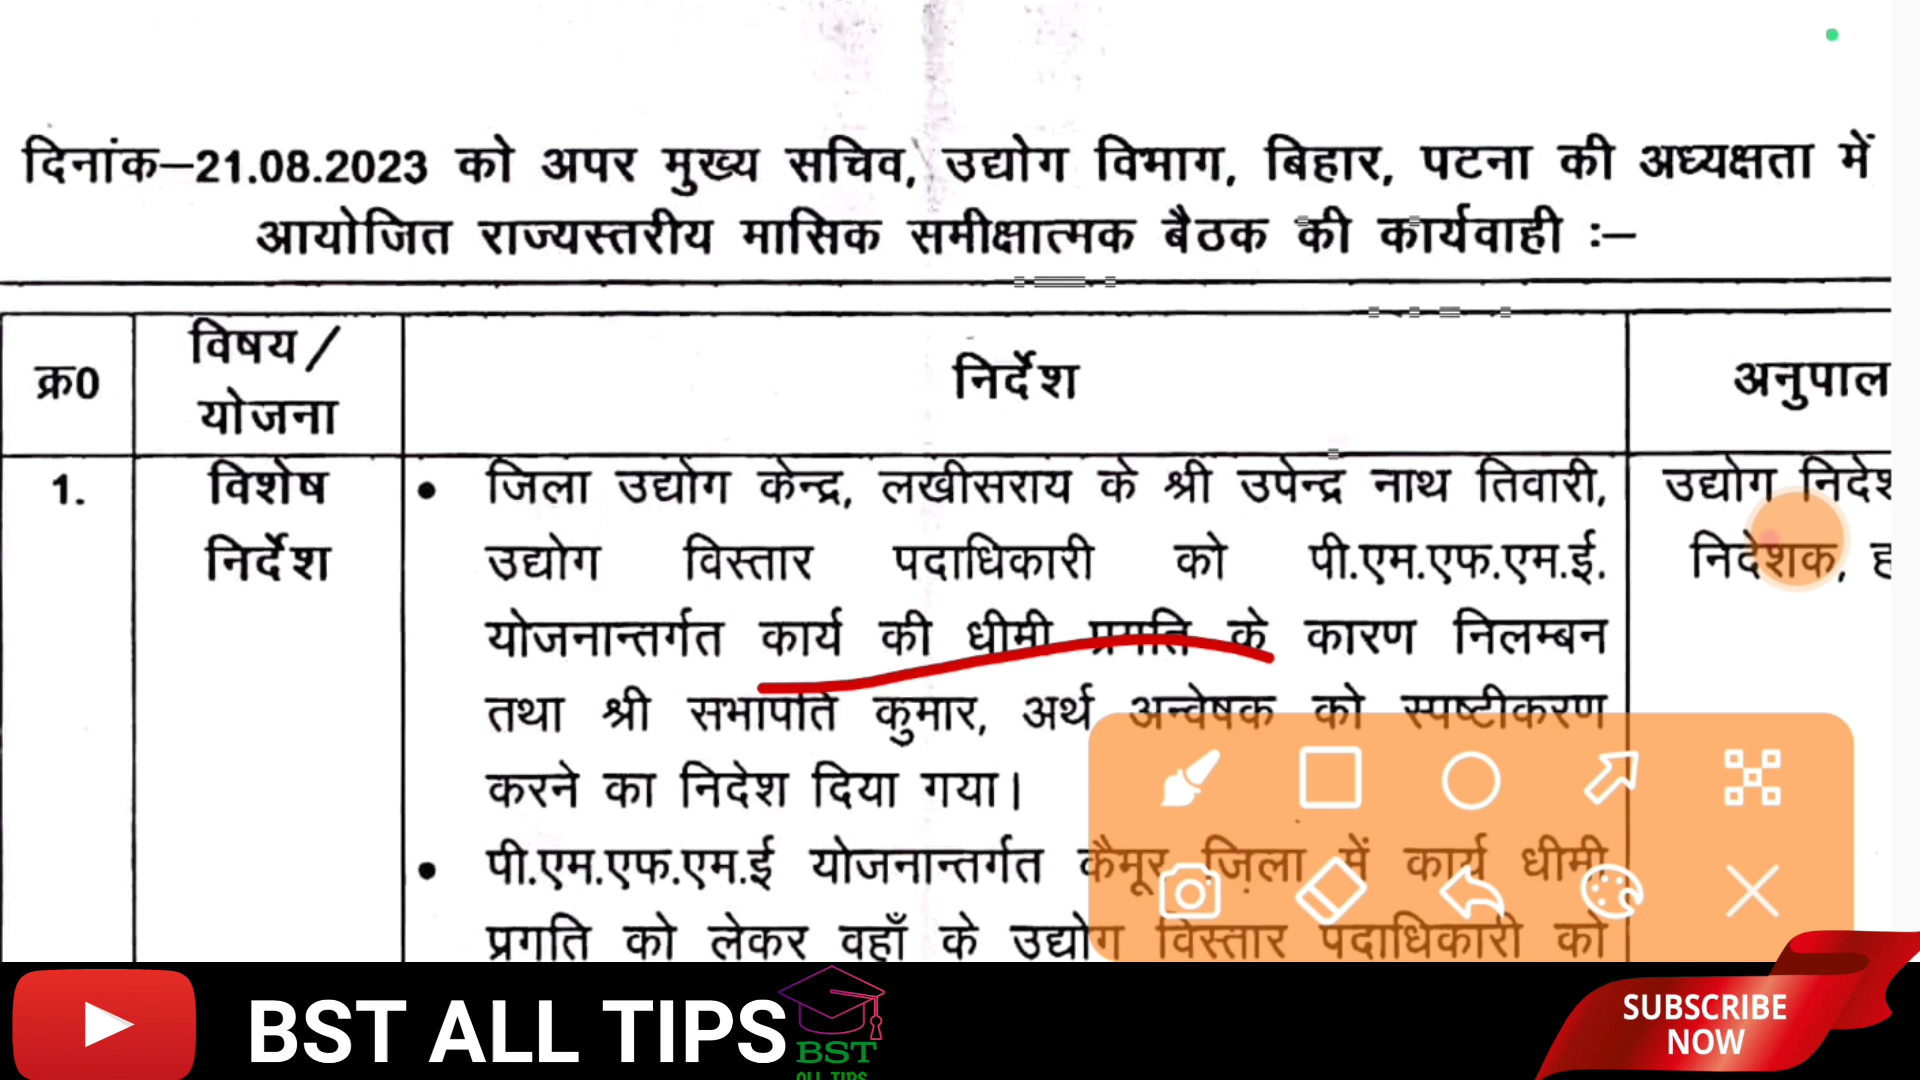 दिनांक–21.08.2023 को अपर मुख्य सचिव, उद्योग विभाग, बिहार, पटना की अध्यक्षता में
आयोजित राज्यस्तरीय मासिक समीक्षात्मक बैठक की कार्यवाही :–
क्र0
विषय/
योजना
निर्देश
अनुपाल
1.
विशेष
निर्देश
• जिला उद्योग केन्द्र, लखीसराय के श्री उपेन्द्र नाथ तिवारी,
उद्योग विस्तार पदाधिकारी को पी.एम.एफ.एम.ई.
योजनान्तर्गत कार्य की धीमी प्रगति के कारण निलम्बन
तथा श्री सभापति कुमार, अर्थ अन्वेषक को स्पष्टीकरण
करने का निदेश दिया गया।
• पी.एम.एफ.एम.ई योजनान्तर्गत कैमूर जिला में कार्य धीमी
प्रगति को लेकर वहाँ के उद्योग विस्तार पदाधिकारी को
उद्योग निदेश
निदेशक, ह
BST ALL TIPS
BST
ALL TIPS
SUBSCRIBE
NOW